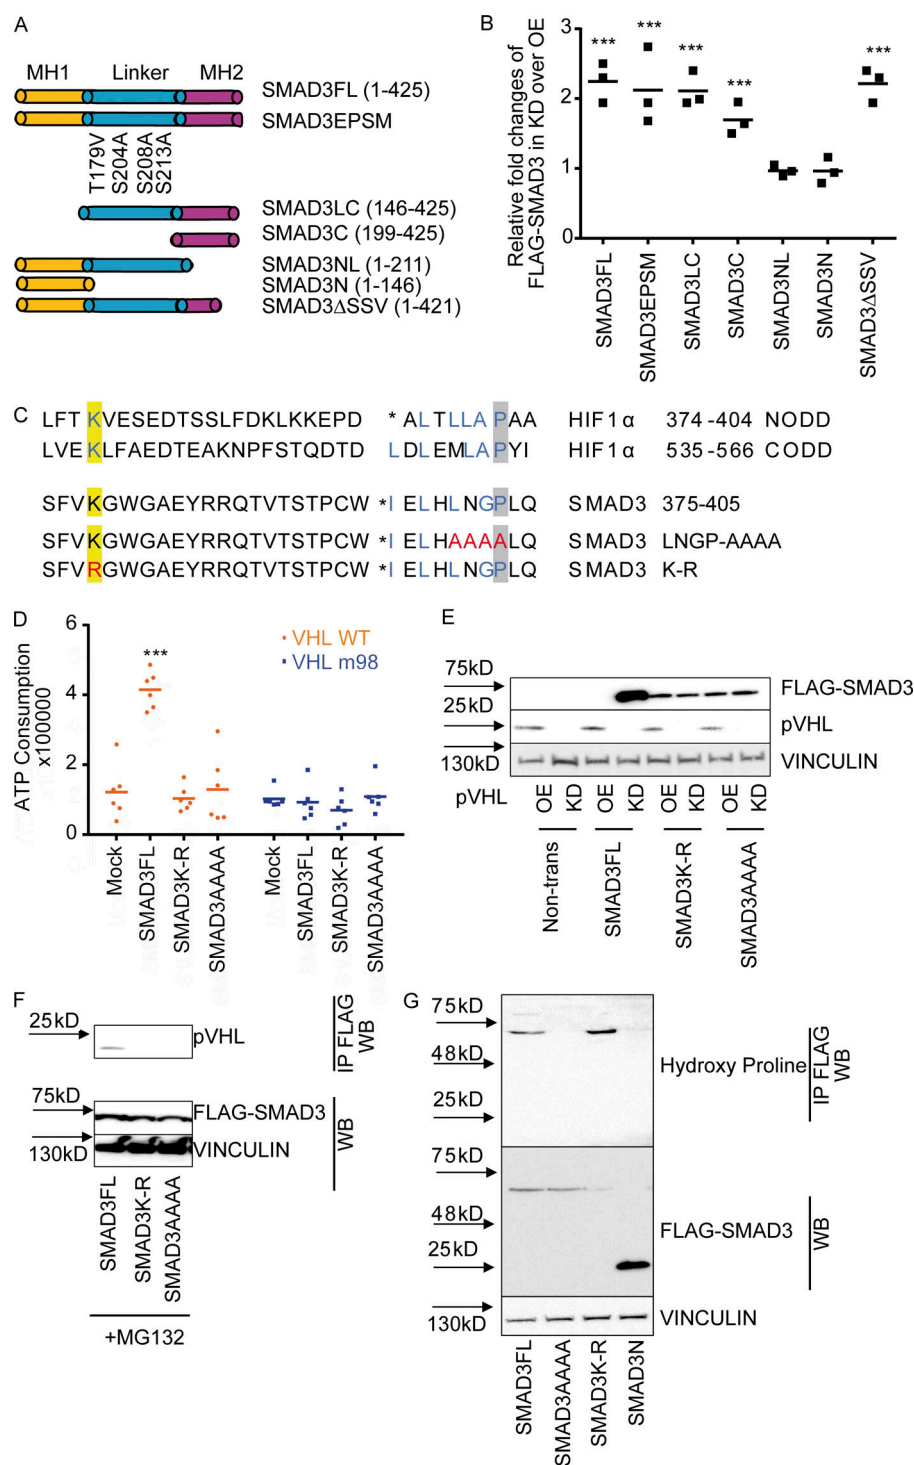 A
MH1 Linker MH2
SMAD3FL (1-425)
SMAD3EPSM
T179V
S204A
S208A
S213A
SMAD3LC (146-425)
SMAD3C (199-425)
SMAD3NL (1-211)
SMAD3N (1-146)
SMAD3ΔSSV (1-421)
B
Relative fold changes of
FLAG-SMAD3 in KD over OE
3
2
1
0
*** *** *** *** ***
SMAD3FL
SMAD3EPSM
SMAD3LC
SMAD3C
SMAD3NL
SMAD3N
SMAD3ΔSSV
C
LFT KVESEDTSSLFDKLKKEPD *ALTLLAPAA HIF1α 374-404 NODD
LVEKLFAEDTEAKNPFSTQDTD LDLEMLAPYI HIF1α 535-566 CODD
SFVKGWGAEYRRQTVTSTPCW *I ELHLNGPLQ SMAD3 375-405
SFVKGWGAEYRRQTVTSTPCW *I ELHAAAALQ SMAD3 LNGP-AAAA
SFVRGWGAEYRRQTVTSTPCW *I ELHLNGPLQ SMAD3 K-R
D
ATP Consumption
x100000
6
4
2
0
***
VHL WT
VHL m98
Mock
SMAD3FL
SMAD3K-R
SMAD3AAAA
Mock
SMAD3FL
SMAD3K-R
SMAD3AAAA
E
75kD
25kD
130kD
FLAG-SMAD3
pVHL
VINCULIN
pVHL OE KD OE KD OE KD OE KD
Non-trans
SMAD3FL
SMAD3K-R
SMAD3AAAA
F
25kD
pVHL
IP FLAG
WB
75kD
FLAG-SMAD3
130kD
VINCULIN
WB
SMAD3FL
SMAD3K-R
SMAD3AAAA
+MG132
G
75kD
48kD
25kD
Hydroxy Proline
IP FLAG
WB
75kD
48kD
25kD
FLAG-SMAD3
WB
130kD
VINCULIN
SMAD3FL
SMAD3AAAA
SMAD3K-R
SMAD3N